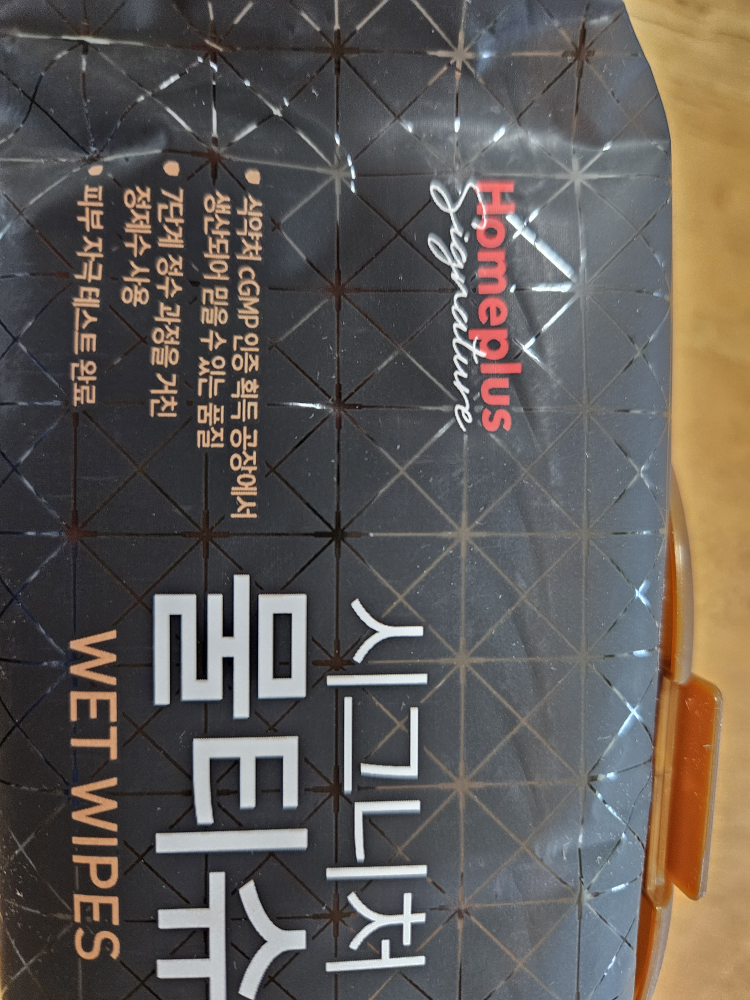 Homeplus
Signature
• 식약처 cGMP 인증 획득 공장에서
생산되어 믿을 수 있는 품질
• 7단계 정수 과정을 거친
정제수 사용
• 피부 자극 테스트 완료
시그니처
물티슈
WET WIPES